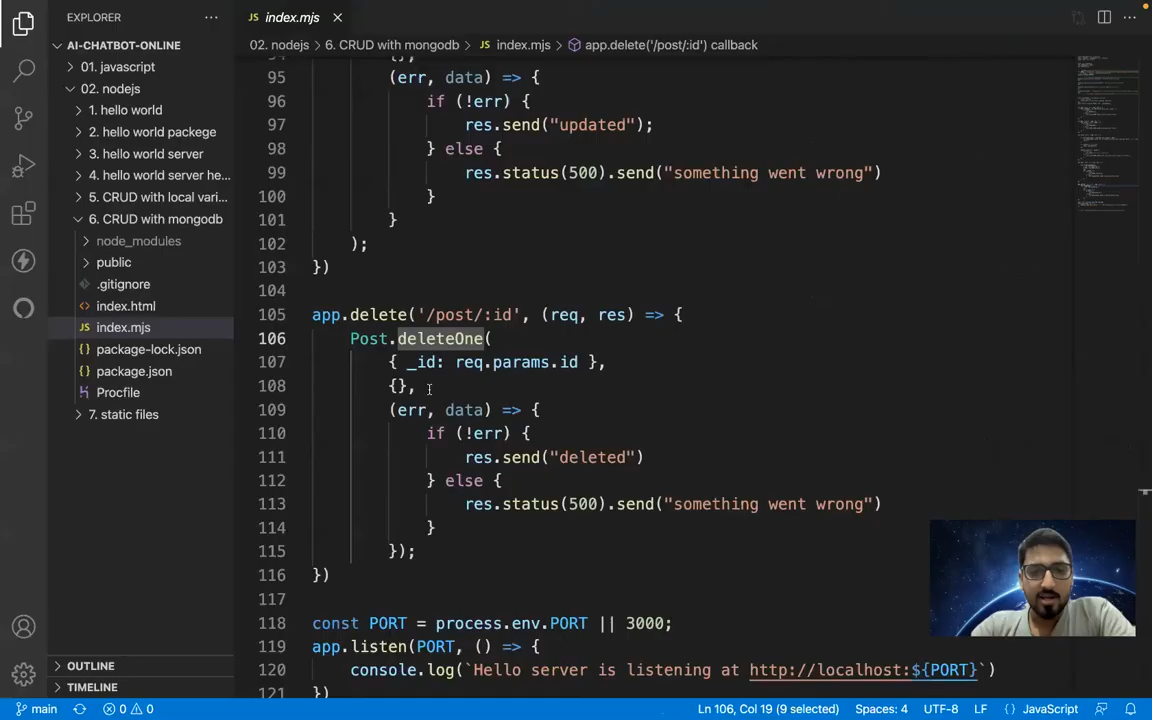 EXPLORER
AI-CHATBOT-ONLINE
01. javascript
02. nodejs
1. hello world
2. hello world packege
3. hello world server
4. hello world server he...
5. CRUD with local vari...
6. CRUD with mongodb
node_modules
public
.gitignore
index.html
JS index.mjs
package-lock.json
package.json
Procfile
7. static files
OUTLINE
TIMELINE
JS index.mjs
02. nodejs > 6. CRUD with mongodb > JS index.mjs > app.delete('/post/:id') callback
94 {},
95 (err, data) => {
96 if (!err) {
97 res.send("updated");
98 } else {
99 res.status(500).send("something went wrong")
100 }
101 }
102 );
103 })
104
105 app.delete('/post/:id', (req, res) => {
106 Post.deleteOne(
107 { _id: req.params.id },
108 {},
109 (err, data) => {
110 if (!err) {
111 res.send("deleted")
112 } else {
113 res.status(500).send("something went wrong")
114 }
115 });
116 })
117
118 const PORT = process.env.PORT || 3000;
119 app.listen(PORT, () => {
120 console.log(`Hello server is listening at http://localhost:${PORT}`)
121 })
main 0 0 Ln 106, Col 19 (9 selected) Spaces: 4 UTF-8 LF {} JavaScript